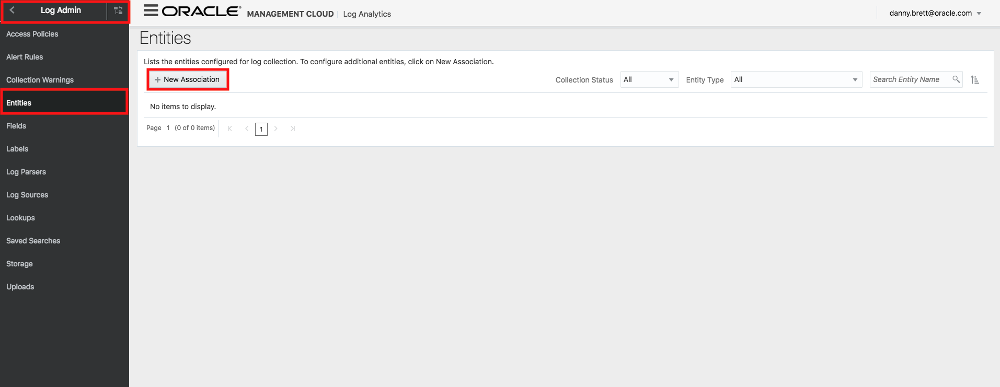 Log Admin
Access Policies
Alert Rules
Collection Warnings
Entities
Fields
Labels
Log Parsers
Log Sources
Lookups
Saved Searches
Storage
Uploads
ORACLE® MANAGEMENT CLOUD Log Analytics danny.brett@oracle.com
Entities
Lists the entities configured for log collection. To configure additional entities, click on New Association.
+ New Association Collection Status All Entity Type All Search Entity Name
No items to display.
Page 1 (0 of 0 items) 1